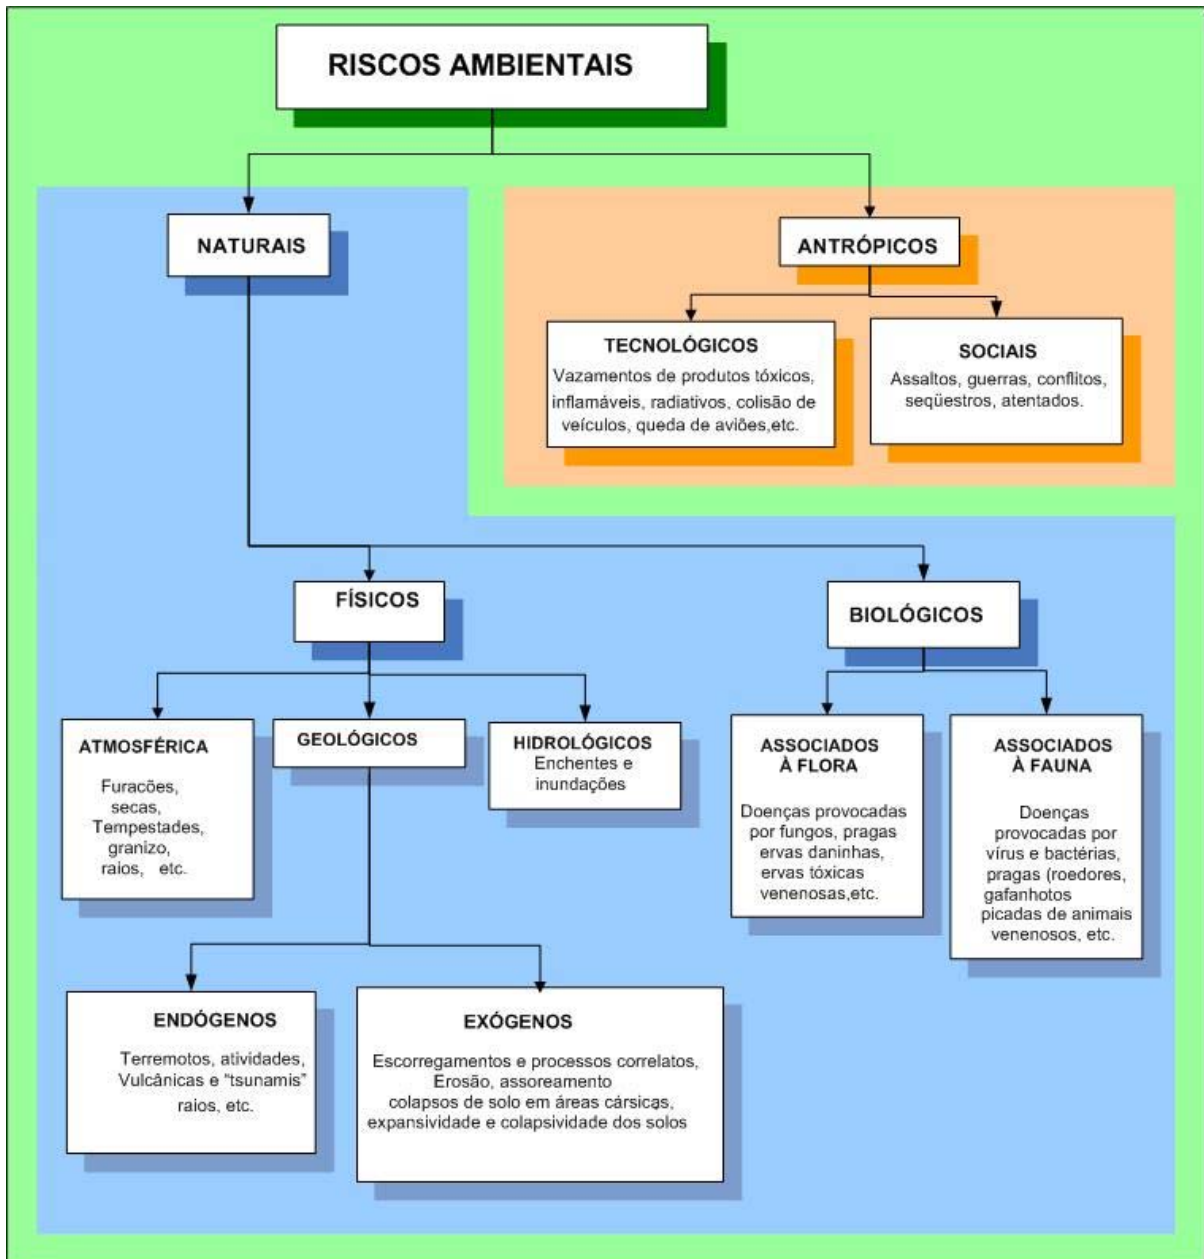 RISCOS AMBIENTAIS
NATURAIS
ANTRÓPICOS
TECNOLÓGICOS
Vazamentos de produtos tóxicos,
inflamáveis, radiativos, colisão de
veículos, queda de aviões,etc.
SOCIAIS
Assaltos, guerras, conflitos,
seqüestros, atentados.
FÍSICOS
BIOLÓGICOS
ATMOSFÉRICA
Furacões,
secas,
Tempestades,
granizo,
raios, etc.
GEOLÓGICOS
HIDROLÓGICOS
Enchentes e
inundações
ASSOCIADOS
À FLORA
Doenças provocadas
por fungos, pragas
ervas daninhas,
ervas tóxicas
venenosas,etc.
ASSOCIADOS
À FAUNA
Doenças
provocadas por
vírus e bactérias,
pragas (roedores,
gafanhotos
picadas de animais
venenosos, etc.
ENDÓGENOS
Terremotos, atividades,
Vulcânicas e “tsunamis”
raios, etc.
EXÓGENOS
Escorregamentos e processos correlatos,
Erosão, assoreamento
colapsos de solo em áreas cársicas,
expansividade e colapsividade dos solos